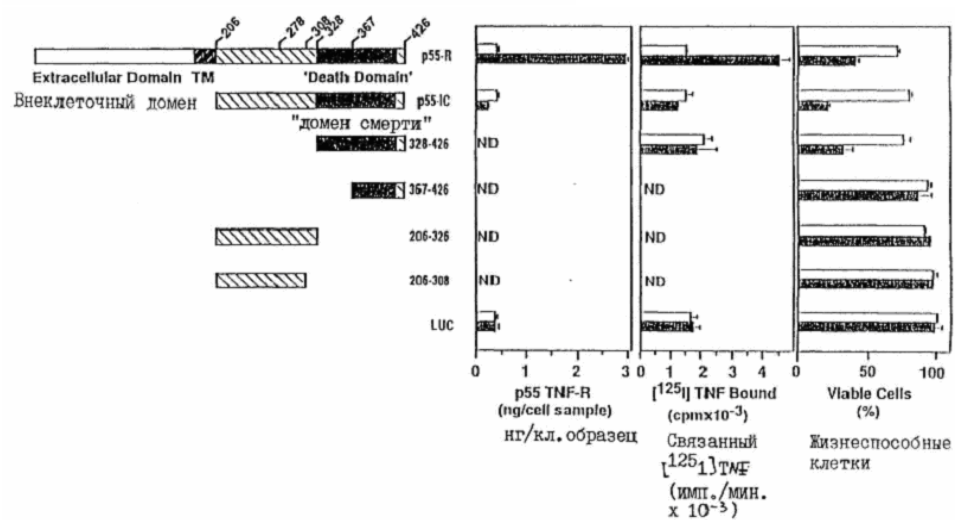 206
278
308
328
367
426
p55-R
Extracellular Domain TM 'Death Domain'
Внеклеточный домен
p55-IC
"домен смерти"
328-426
ND
367-426
ND
ND
206-326
ND
ND
206-308
ND
ND
LUC
0 1 2 3 0 1 2 3 4 0 50 100
p55 TNF-R
(ng/cell sample)
нг/кл.образец
[125I] TNF Bound
(cpmx10-3)
Связанный
[1251]TNF
(имп./мин.
x 10-3)
Viable Cells
(%)
Жизнеспособные
клетки